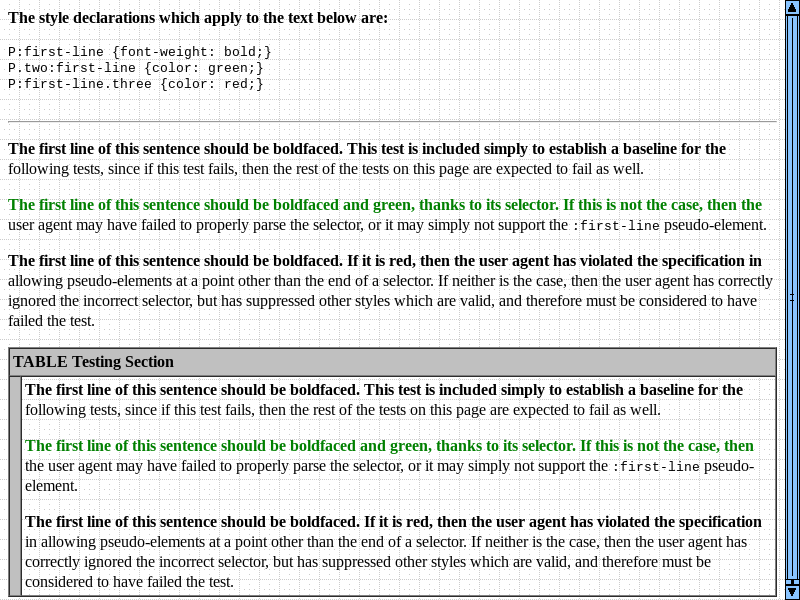 The style declarations which apply to the text below are:
P:first-line {font-weight: bold;}
P.two:first-line {color: green;}
P:first-line.three {color: red;}
The first line of this sentence should be boldfaced. This test is included simply to establish a baseline for the
following tests, since if this test fails, then the rest of the tests on this page are expected to fail as well.
The first line of this sentence should be boldfaced and green, thanks to its selector. If this is not the case, then the
user agent may have failed to properly parse the selector, or it may simply not support the :first-line pseudo-element.
The first line of this sentence should be boldfaced. If it is red, then the user agent has violated the specification in
allowing pseudo-elements at a point other than the end of a selector. If neither is the case, then the user agent has correctly
ignored the incorrect selector, but has suppressed other styles which are valid, and therefore must be considered to have
failed the test.
TABLE Testing Section
The first line of this sentence should be boldfaced. This test is included simply to establish a baseline for the
following tests, since if this test fails, then the rest of the tests on this page are expected to fail as well.
The first line of this sentence should be boldfaced and green, thanks to its selector. If this is not the case, then
the user agent may have failed to properly parse the selector, or it may simply not support the :first-line pseudo-
element.
The first line of this sentence should be boldfaced. If it is red, then the user agent has violated the specification
in allowing pseudo-elements at a point other than the end of a selector. If neither is the case, then the user agent has
correctly ignored the incorrect selector, but has suppressed other styles which are valid, and therefore must be
considered to have failed the test.